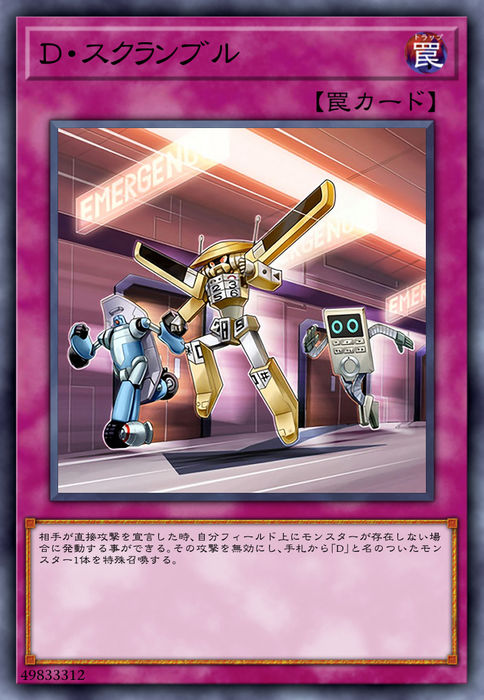 D・スクランブル
トラップ
罠
【罠カード】
EMERGENC
EMERGENC
EMER
相手が直接攻撃を宣言した時、自分フィールド上にモンスターが存在しない場
合に発動する事ができる。その攻撃を無効にし、手札から「D」と名のついたモン
スター1体を特殊召喚する。
49833312